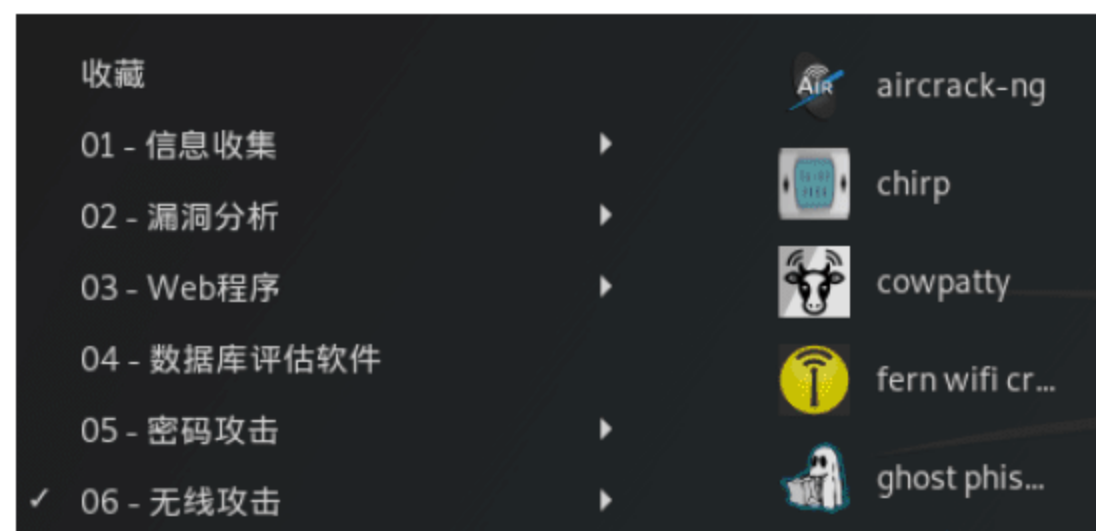 收藏
01 - 信息收集
02 - 漏洞分析
03 - Web程序
04 - 数据库评估软件
05 - 密码攻击
✓ 06 - 无线攻击
AIR
aircrack-ng
chirp
cowpatty
fern wifi cr...
ghost phis...